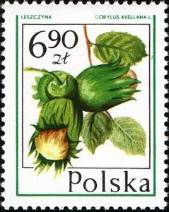 LESZCZYNA CORYLUS AVELLANA L.
6.90
zł
Polska